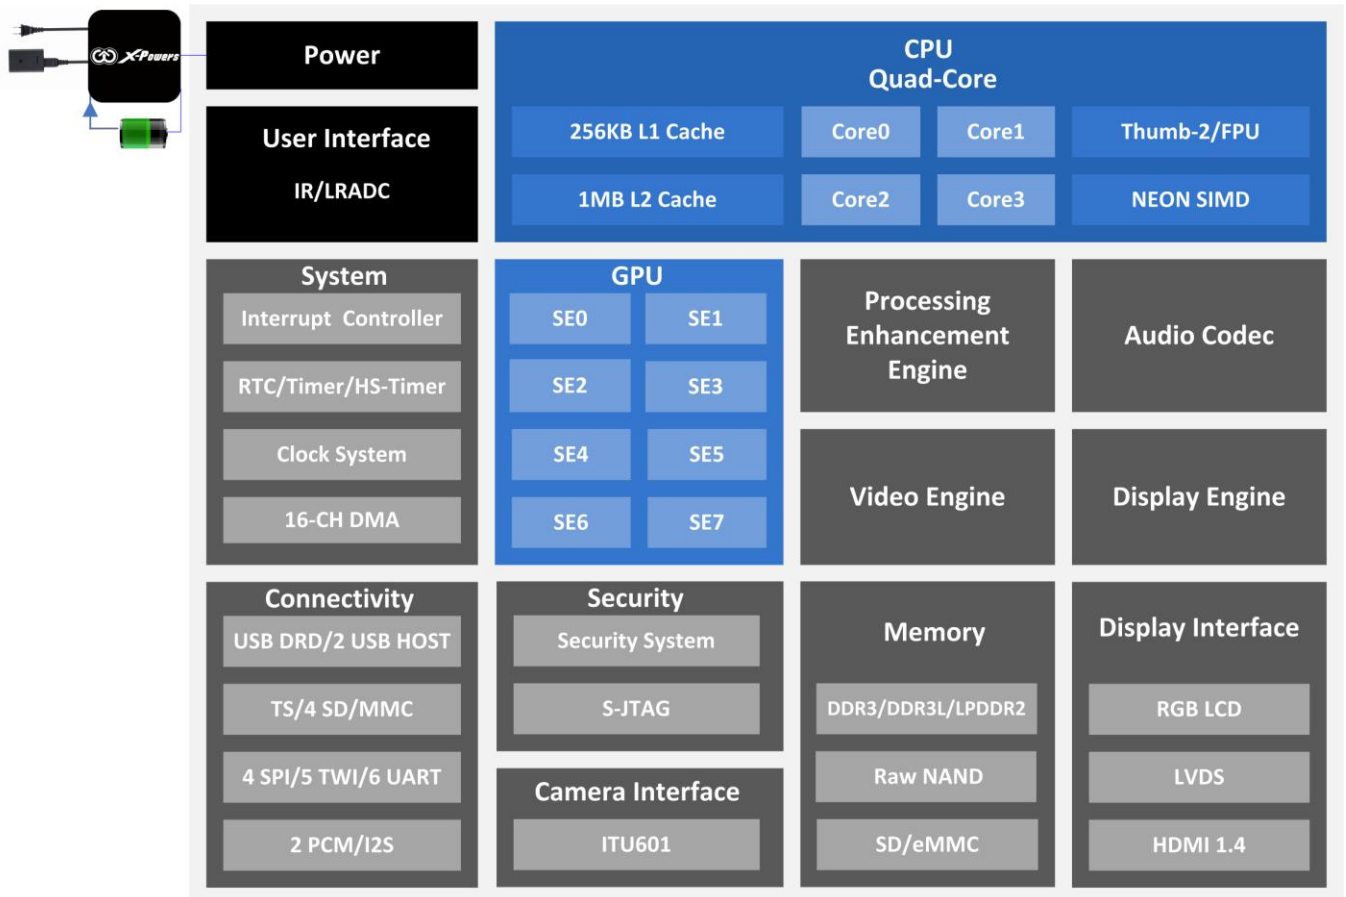 X-Powers
Power
User Interface
IR/LRADC
CPU
Quad-Core
256KB L1 Cache
Core0
Core1
Thumb-2/FPU
1MB L2 Cache
Core2
Core3
NEON SIMD
System
Interrupt Controller
RTC/Timer/HS-Timer
Clock System
16-CH DMA
GPU
SE0
SE1
SE2
SE3
SE4
SE5
SE6
SE7
Processing
Enhancement
Engine
Audio Codec
Video Engine
Display Engine
Connectivity
USB DRD/2 USB HOST
TS/4 SD/MMC
4 SPI/5 TWI/6 UART
2 PCM/I2S
Security
Security System
S-JTAG
Camera Interface
ITU601
Memory
DDR3/DDR3L/LPDDR2
Raw NAND
SD/eMMC
Display Interface
RGB LCD
LVDS
HDMI 1.4